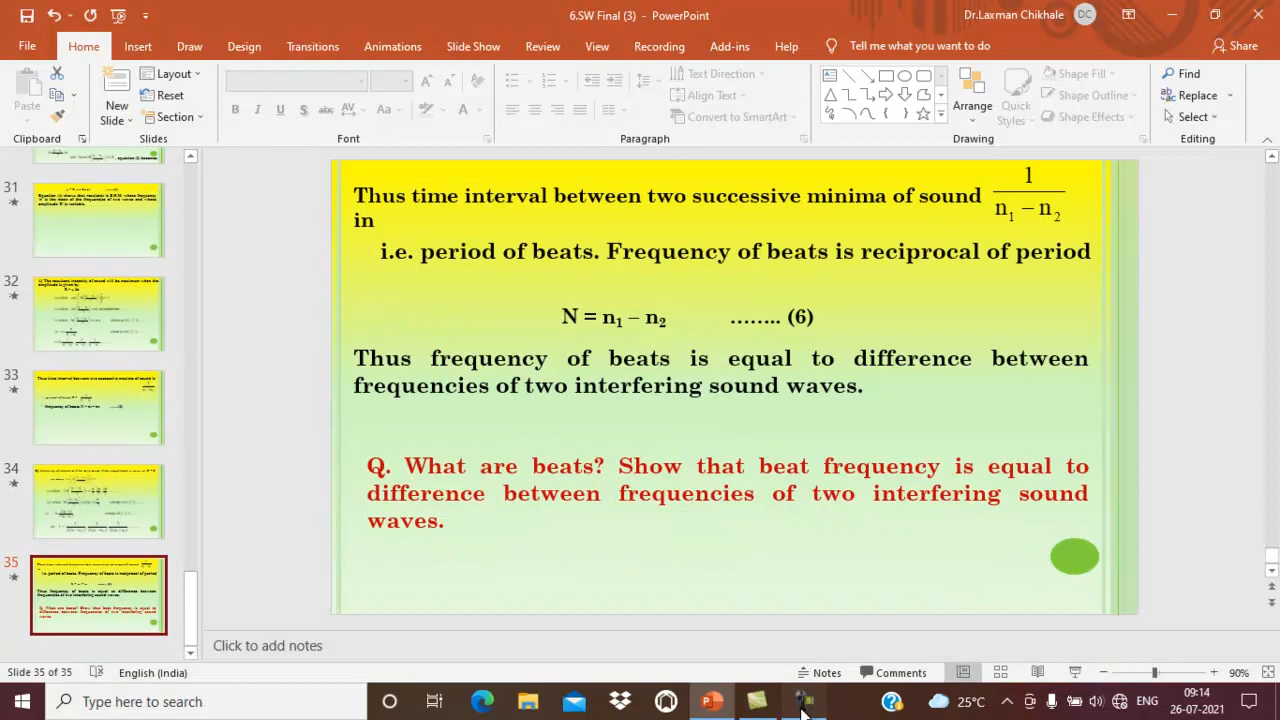 6.SW Final (3) - PowerPoint
Dr.Laxman Chikhale DC
File Home Insert Draw Design Transitions Animations Slide Show Review View Recording Add-ins Help Tell me what you want to do Share
Paste
New Slide
Layout
Reset
Section
B I U S abc AV Aa A
Text Direction
Align Text
Convert to SmartArt
Arrange
Quick Styles
Shape Fill
Shape Outline
Shape Effects
Find
Replace
Select
Clipboard Slides Font Paragraph Drawing Editing
31
32
33
34
35
Thus time interval between two successive minima of sound
in
1
n₁ – n₂
i.e. period of beats. Frequency of beats is reciprocal of period
N = n₁ – n₂ …….. (6)
Thus frequency of beats is equal to difference between
frequencies of two interfering sound waves.
Q. What are beats? Show that beat frequency is equal to
difference between frequencies of two interfering sound
waves.
Click to add notes
Slide 35 of 35 English (India) Notes Comments 90%
Type here to search
25°C ENG
09:14
26-07-2021